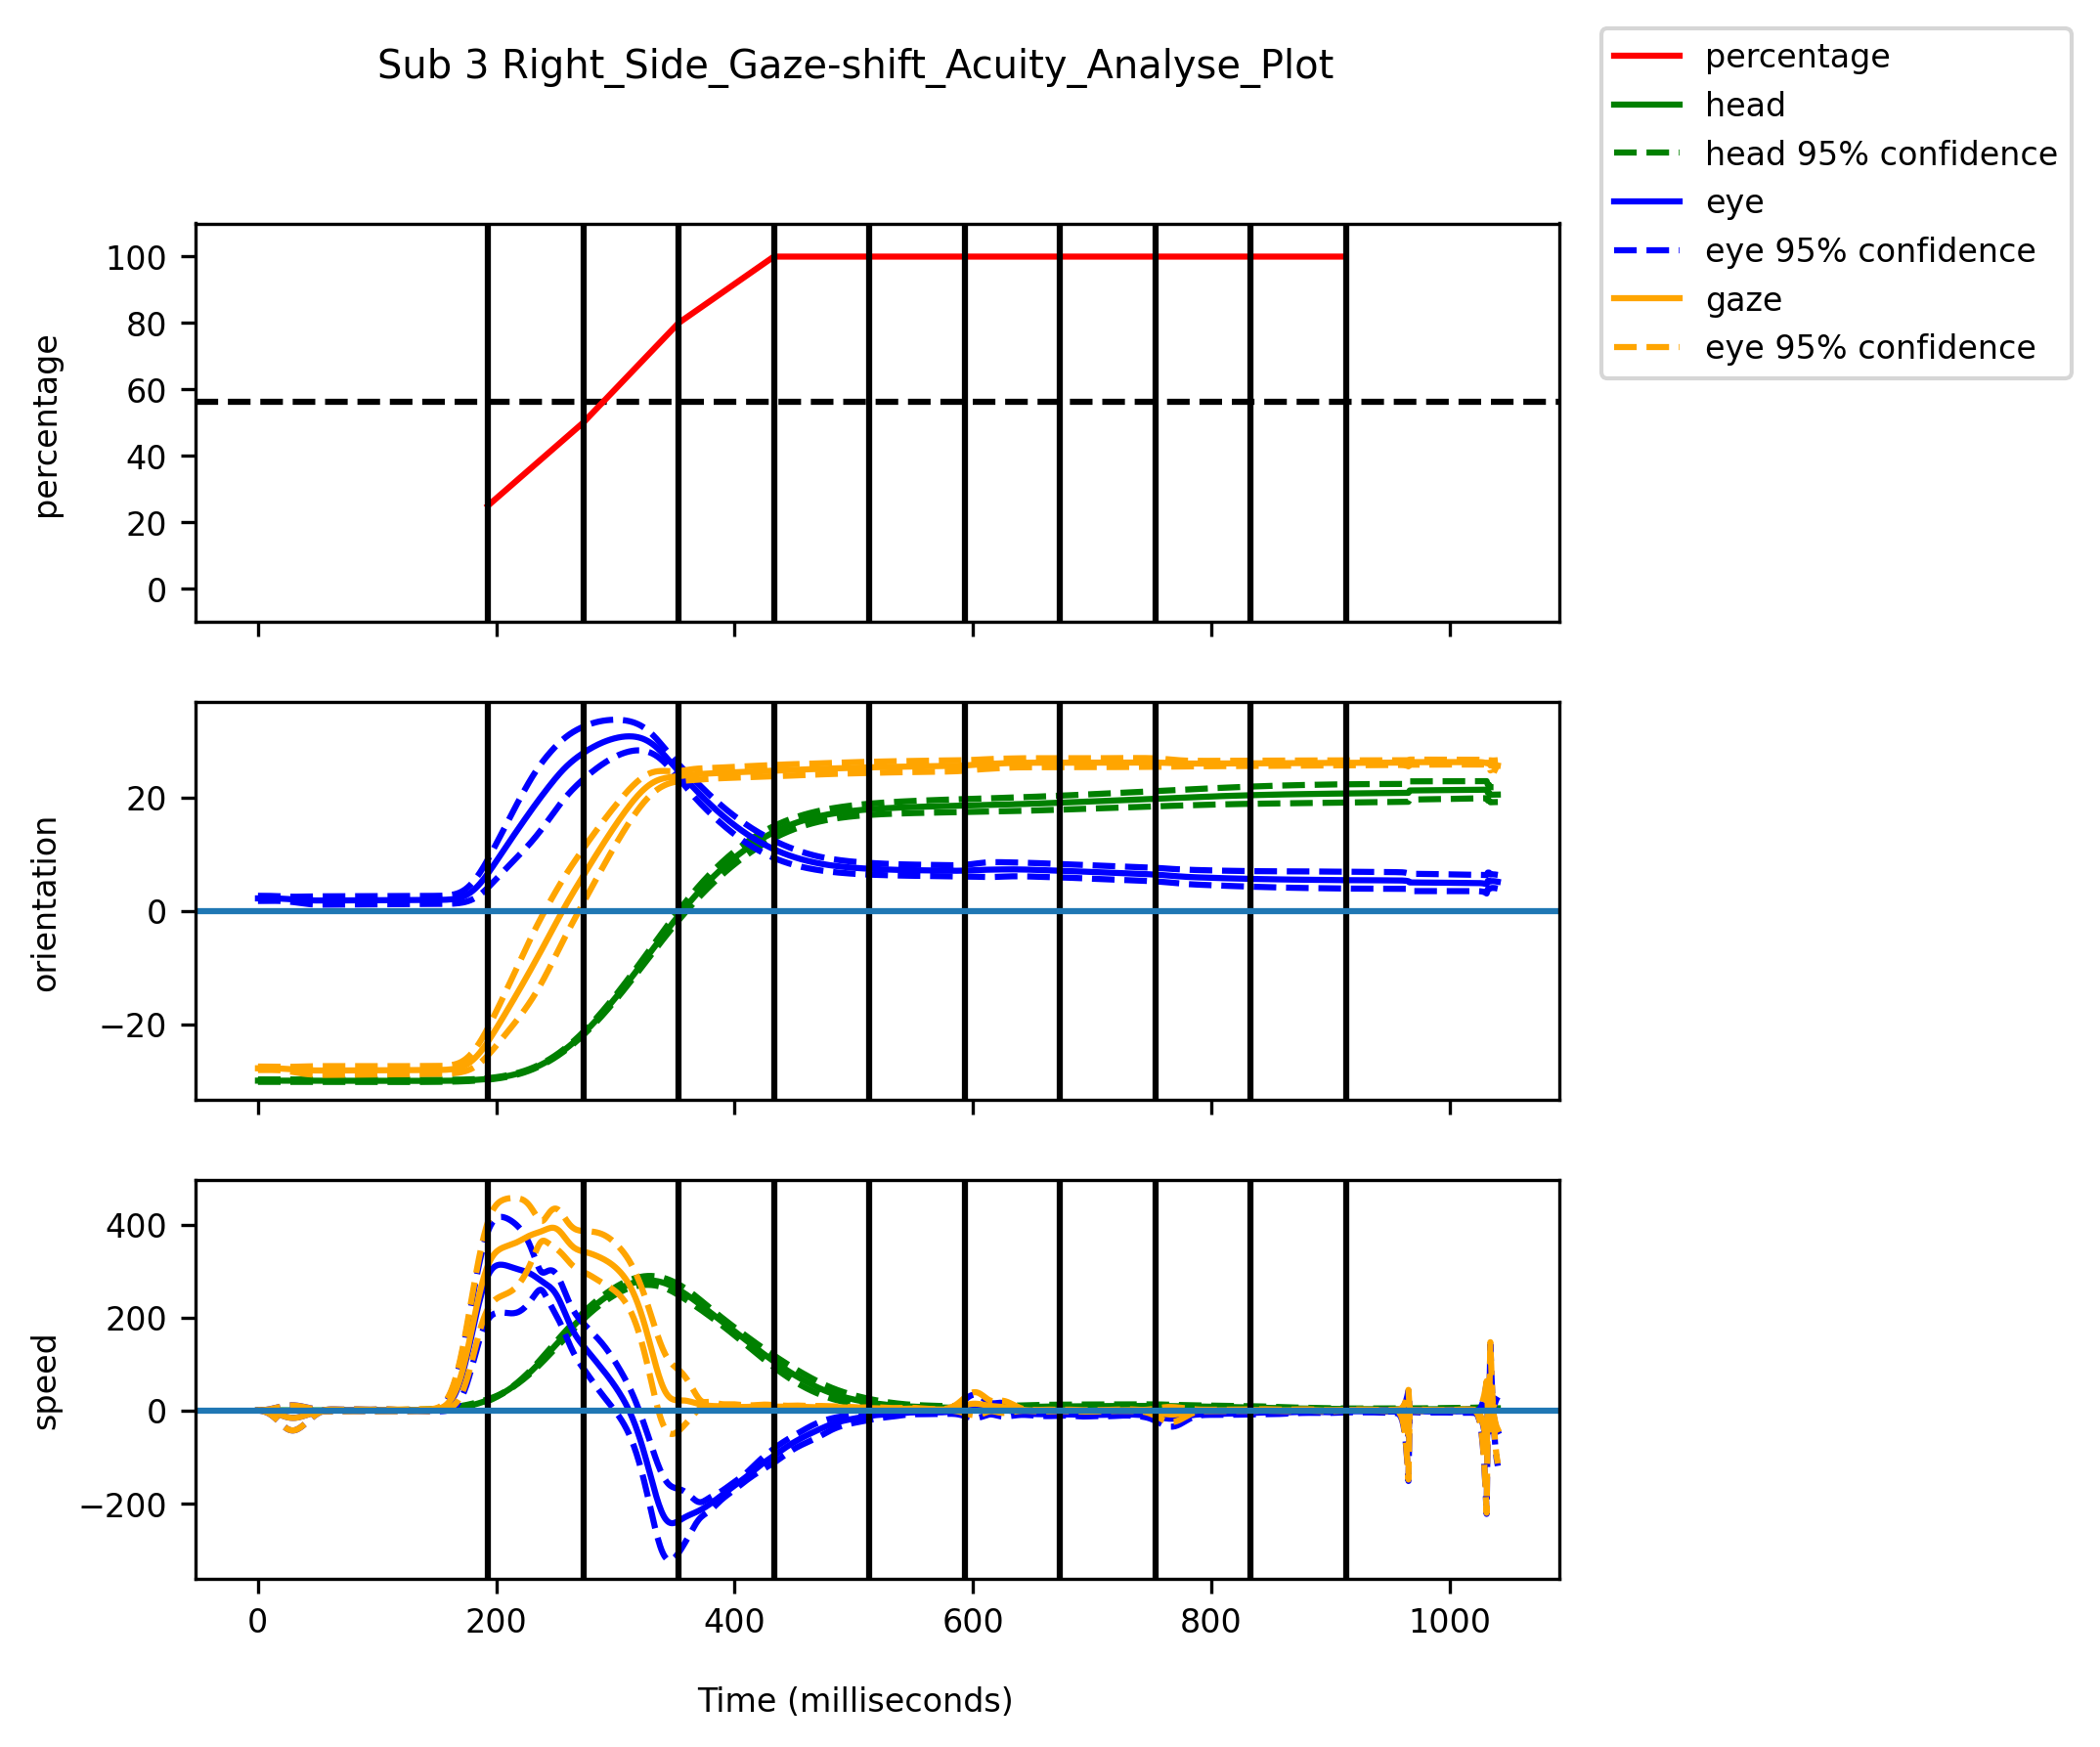 Sub 3 Right_Side_Gaze-shift_Acuity_Analyse_Plot
percentage
head
head 95% confidence
eye
eye 95% confidence
gaze
eye 95% confidence
percentage
100
80
60
40
20
0
orientation
20
0
−20
speed
400
200
0
−200
0 200 400 600 800 1000
Time (milliseconds)